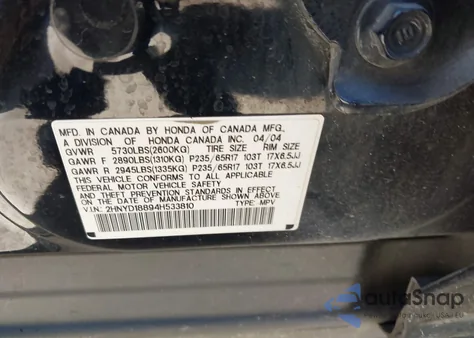 MFD. IN CANADA BY HONDA OF CANADA MFG.,
A DIVISION OF HONDA CANADA INC. 04/04
GVWR 5730LBS(2600KG) TIRE SIZE RIM SIZE
GAWR F 2890LBS(1310KG) P235/65R17 103T 17X6.5JJ
GAWR R 2945LBS(1335KG) P235/65R17 103T 17X6.5JJ
THIS VEHICLE CONFORMS TO ALL APPLICABLE
FEDERAL MOTOR VEHICLE SAFETY
AND THEFT PREVENTION STANDARDS IN EFFECT
ON DATE OF MANUFACTURE SHOWN ABOVE.
V.I.N.: 2HNYD18894H533810 TYPE: MPV
autoSnap